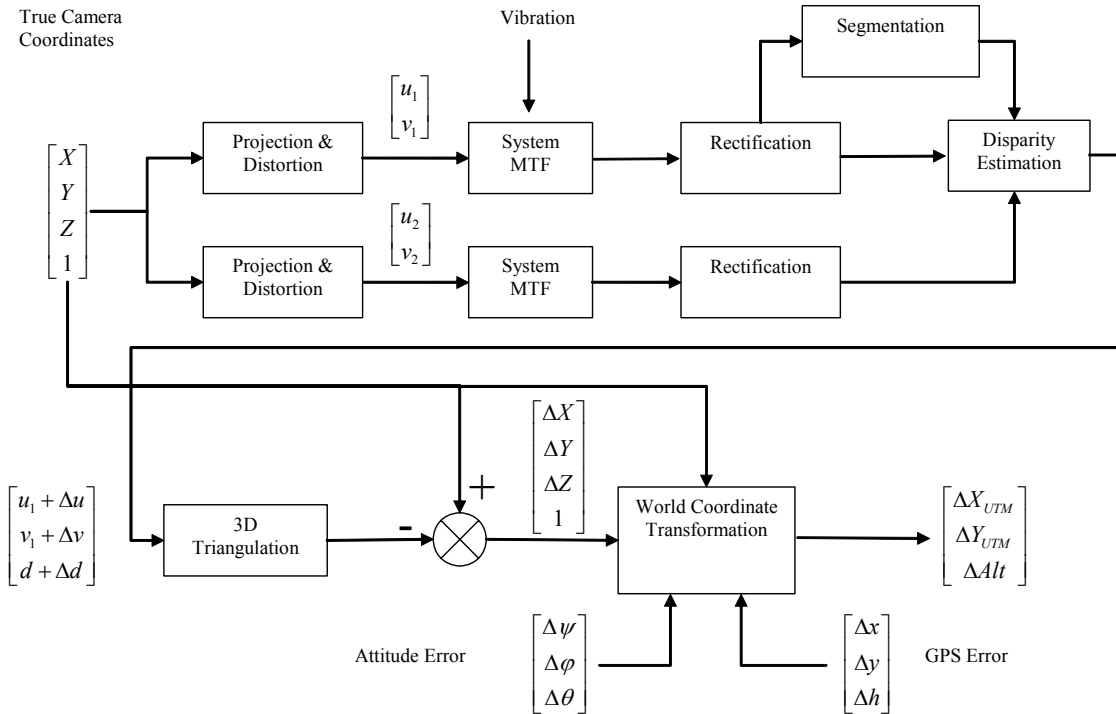 True Camera
Coordinates
Vibration
Segmentation
[u₁
v₁]
Projection &
Distortion
System
MTF
Rectification
Disparity
Estimation
[X
Y
Z
1]
[u₂
v₂]
Projection &
Distortion
System
MTF
Rectification
[ΔX
ΔY
ΔZ
1]
+
-
[u₁ + Δu
v₁ + Δv
d + Δd]
3D
Triangulation
World Coordinate
Transformation
[ΔX_UTM
ΔY_UTM
ΔAlt]
Attitude Error
[Δψ
Δφ
Δθ]
[Δx
Δy
Δh]
GPS Error